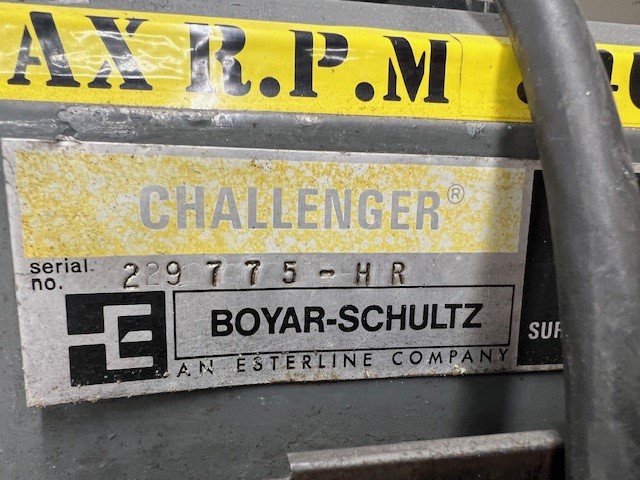 AX R.P.M
CHALLENGER®
serial no. 229775-HR
BOYAR-SCHULTZ
AN ESTERLINE COMPANY
SUR